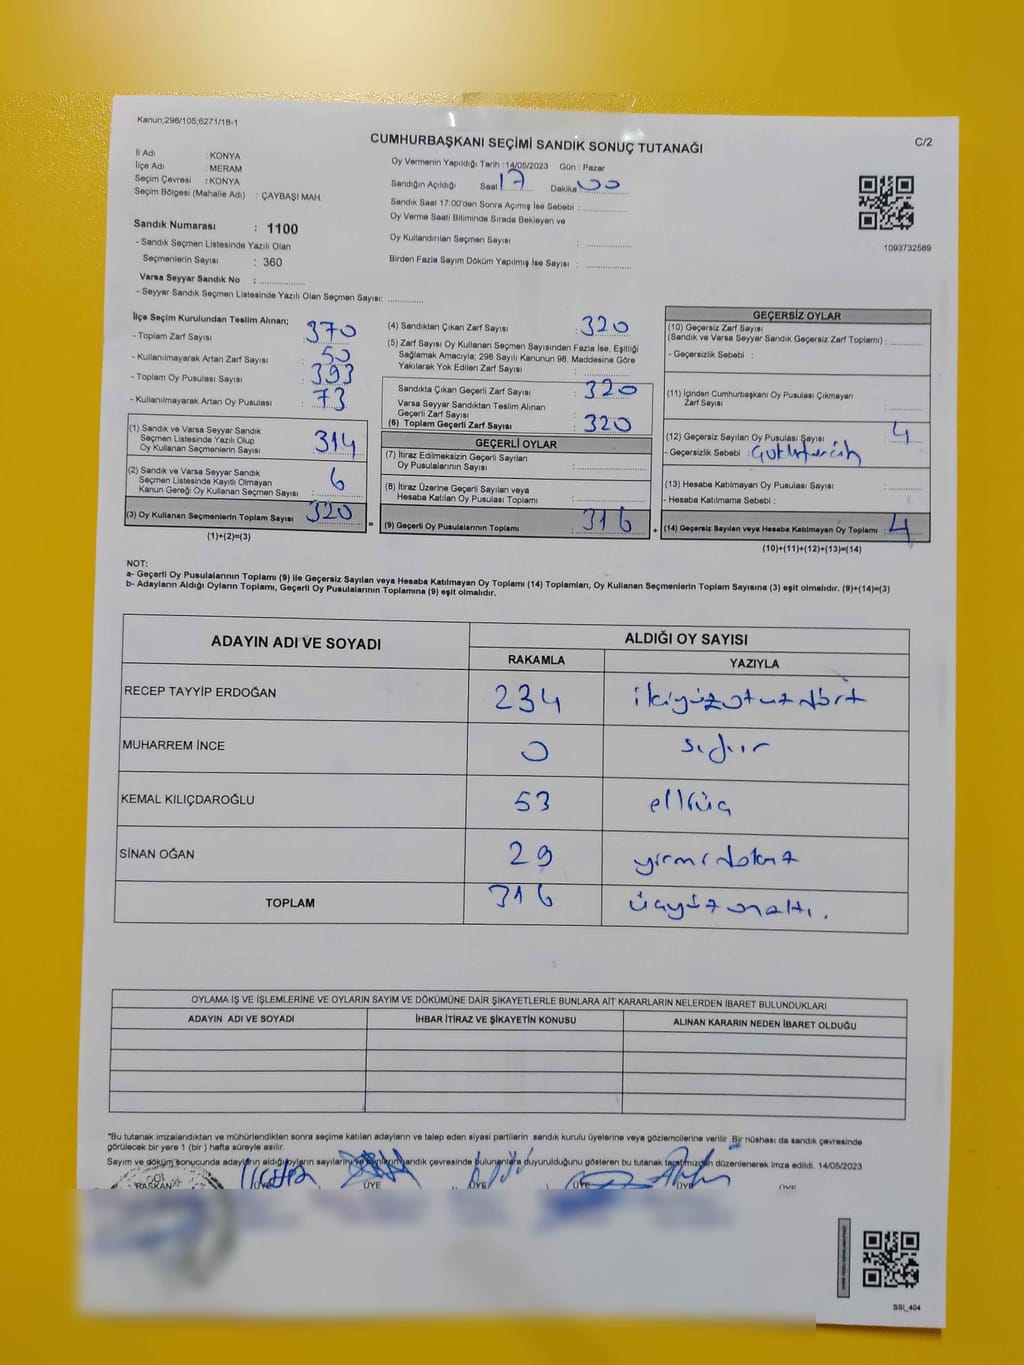 Kanun;298/105;6271/18-1
CUMHURBAŞKANI SEÇİMİ SANDIK SONUÇ TUTANAĞI
C/2
İl Adı : KONYA
İlçe Adı : MERAM
Seçim Çevresi : KONYA
Seçim Bölgesi (Mahalle Adı) : ÇAYBAŞI MAH.
Oy Vermenin Yapıldığı Tarih : 14/05/2023 Gün : Pazar
Sandığın Açıldığı Saat 17 Dakika 00
Sandık Saat 17:00'den Sonra Açımış İse Sebebi :
Oy Verme Saati Bitiminde Sırada Bekleyen ve
Oy Kullandırılan Seçmen Sayısı :
Birden Fazla Sayım Döküm Yapılmış İse Sayısı :
1093732569
Sandık Numarası : 1100
- Sandık Seçmen Listesinde Yazılı Olan
Seçmenlerin Sayısı : 360
Varsa Seyyar Sandık No :
- Seyyar Sandık Seçmen Listesinde Yazılı Olan Seçmen Sayısı:
İlçe Seçim Kurulundan Teslim Alınan;
- Toplam Zarf Sayısı : 370
- Kullanılmayarak Artan Zarf Sayısı : 50
- Toplam Oy Pusulası Sayısı : 393
- Kullanılmayarak Artan Oy Pusulası : 73
(1) Sandık ve Varsa Seyyar Sandık
Seçmen Listesinde Yazılı Olup
Oy Kullanan Seçmenlerin Sayısı : 314
(2) Sandık ve Varsa Seyyar Sandık
Seçmen Listesinde Kayıtlı Olmayan
Kanun Gereği Oy Kullanan Seçmen Sayısı : 6
(3) Oy Kullanan Seçmenlerin Toplam Sayısı : 320
(1)+(2)=(3)
(4) Sandıktan Çıkan Zarf Sayısı : 320
(5) Zarf Sayısı Oy Kullanan Seçmen Sayısından Fazla İse, Eşitliği
Sağlamak Amacıyla; 298 Sayılı Kanunun 98. Maddesine Göre
Yakılarak Yok Edilen Zarf Sayısı :
Sandıkta Çıkan Geçerli Zarf Sayısı : 320
Varsa Seyyar Sandıktan Teslim Alınan
Geçerli Zarf Sayısı :
(6) Toplam Geçerli Zarf Sayısı : 320
GEÇERLİ OYLAR
(7) İtiraz Edilmeksizin Geçerli Sayılan
Oy Pusulalarının Sayısı :
(8) İtiraz Üzerine Geçerli Sayılan veya
Hesaba Katılan Oy Pusulası Toplamı :
= (9) Geçerli Oy Pusulalarının Toplamı : 316
GEÇERSİZ OYLAR
(10) Geçersiz Zarf Sayısı
(Sandık ve Varsa Seyyar Sandık Geçersiz Zarf Toplamı) :
- Geçersizlik Sebebi :
(11) İçinden Cumhurbaşkanı Oy Pusulası Çıkmayan
Zarf Sayısı :
(12) Geçersiz Sayılan Oy Pusulası Sayısı : 4
- Geçersizlik Sebebi :
(13) Hesaba Katılmayan Oy Pusulası Sayısı :
- Hesaba Katılmama Sebebi :
+ (14) Geçersiz Sayılan veya Hesaba Katılmayan Oy Toplamı : 4
(10)+(11)+(12)+(13)=(14)
NOT:
a- Geçerli Oy Pusulalarının Toplamı (9) ile Geçersiz Sayılan veya Hesaba Katılmayan Oy Toplamı (14) Toplamları, Oy Kullanan Seçmenlerin Toplam Sayısına (3) eşit olmalıdır. (9)+(14)=(3)
b- Adayların Aldığı Oyların Toplamı, Geçerli Oy Pusulalarının Toplamına (9) eşit olmalıdır.
ADAYIN ADI VE SOYADI
ALDIĞI OY SAYISI
RAKAMLA YAZIYLA
RECEP TAYYİP ERDOĞAN 234 ikiyüzotuzdört
MUHARREM İNCE 0 sıfır
KEMAL KILIÇDAROĞLU 53 elliüç
SİNAN OĞAN 29 yirmidokuz
TOPLAM 316 üçyüzonaltı.
OYLAMA İŞ VE İŞLEMLERİNE VE OYLARIN SAYIM VE DÖKÜMÜNE DAİR ŞİKAYETLERLE BUNLARA AİT KARARLARIN NELERDEN İBARET BULUNDUKLARI
ADAYIN ADI VE SOYADI İHBAR İTİRAZ VE ŞİKAYETİN KONUSU ALINAN KARARIN NEDEN İBARET OLDUĞU
*Bu tutanak imzalandıktan ve mühürlendikten sonra seçime katılan adayların ve talep eden siyasi partilerin sandık kurulu üyelerine veya gözlemcilerine verilir. Bir nüshası da sandık çevresinde
görülecek bir yere 1 (bir ) hafta süreyle asılır.
Sayım ve döküm sonucunda adayların aldığı oyların sayılarını ve bunların sandık çevresinde bulunanlara duyurulduğunu gösteren bu tutanak tarafımızdan düzenlenerek imza edildi. 14/05/2023
BAŞKAN ÜYE ÜYE ÜYE ÜYE ÜYE ÜYE
SSI_404